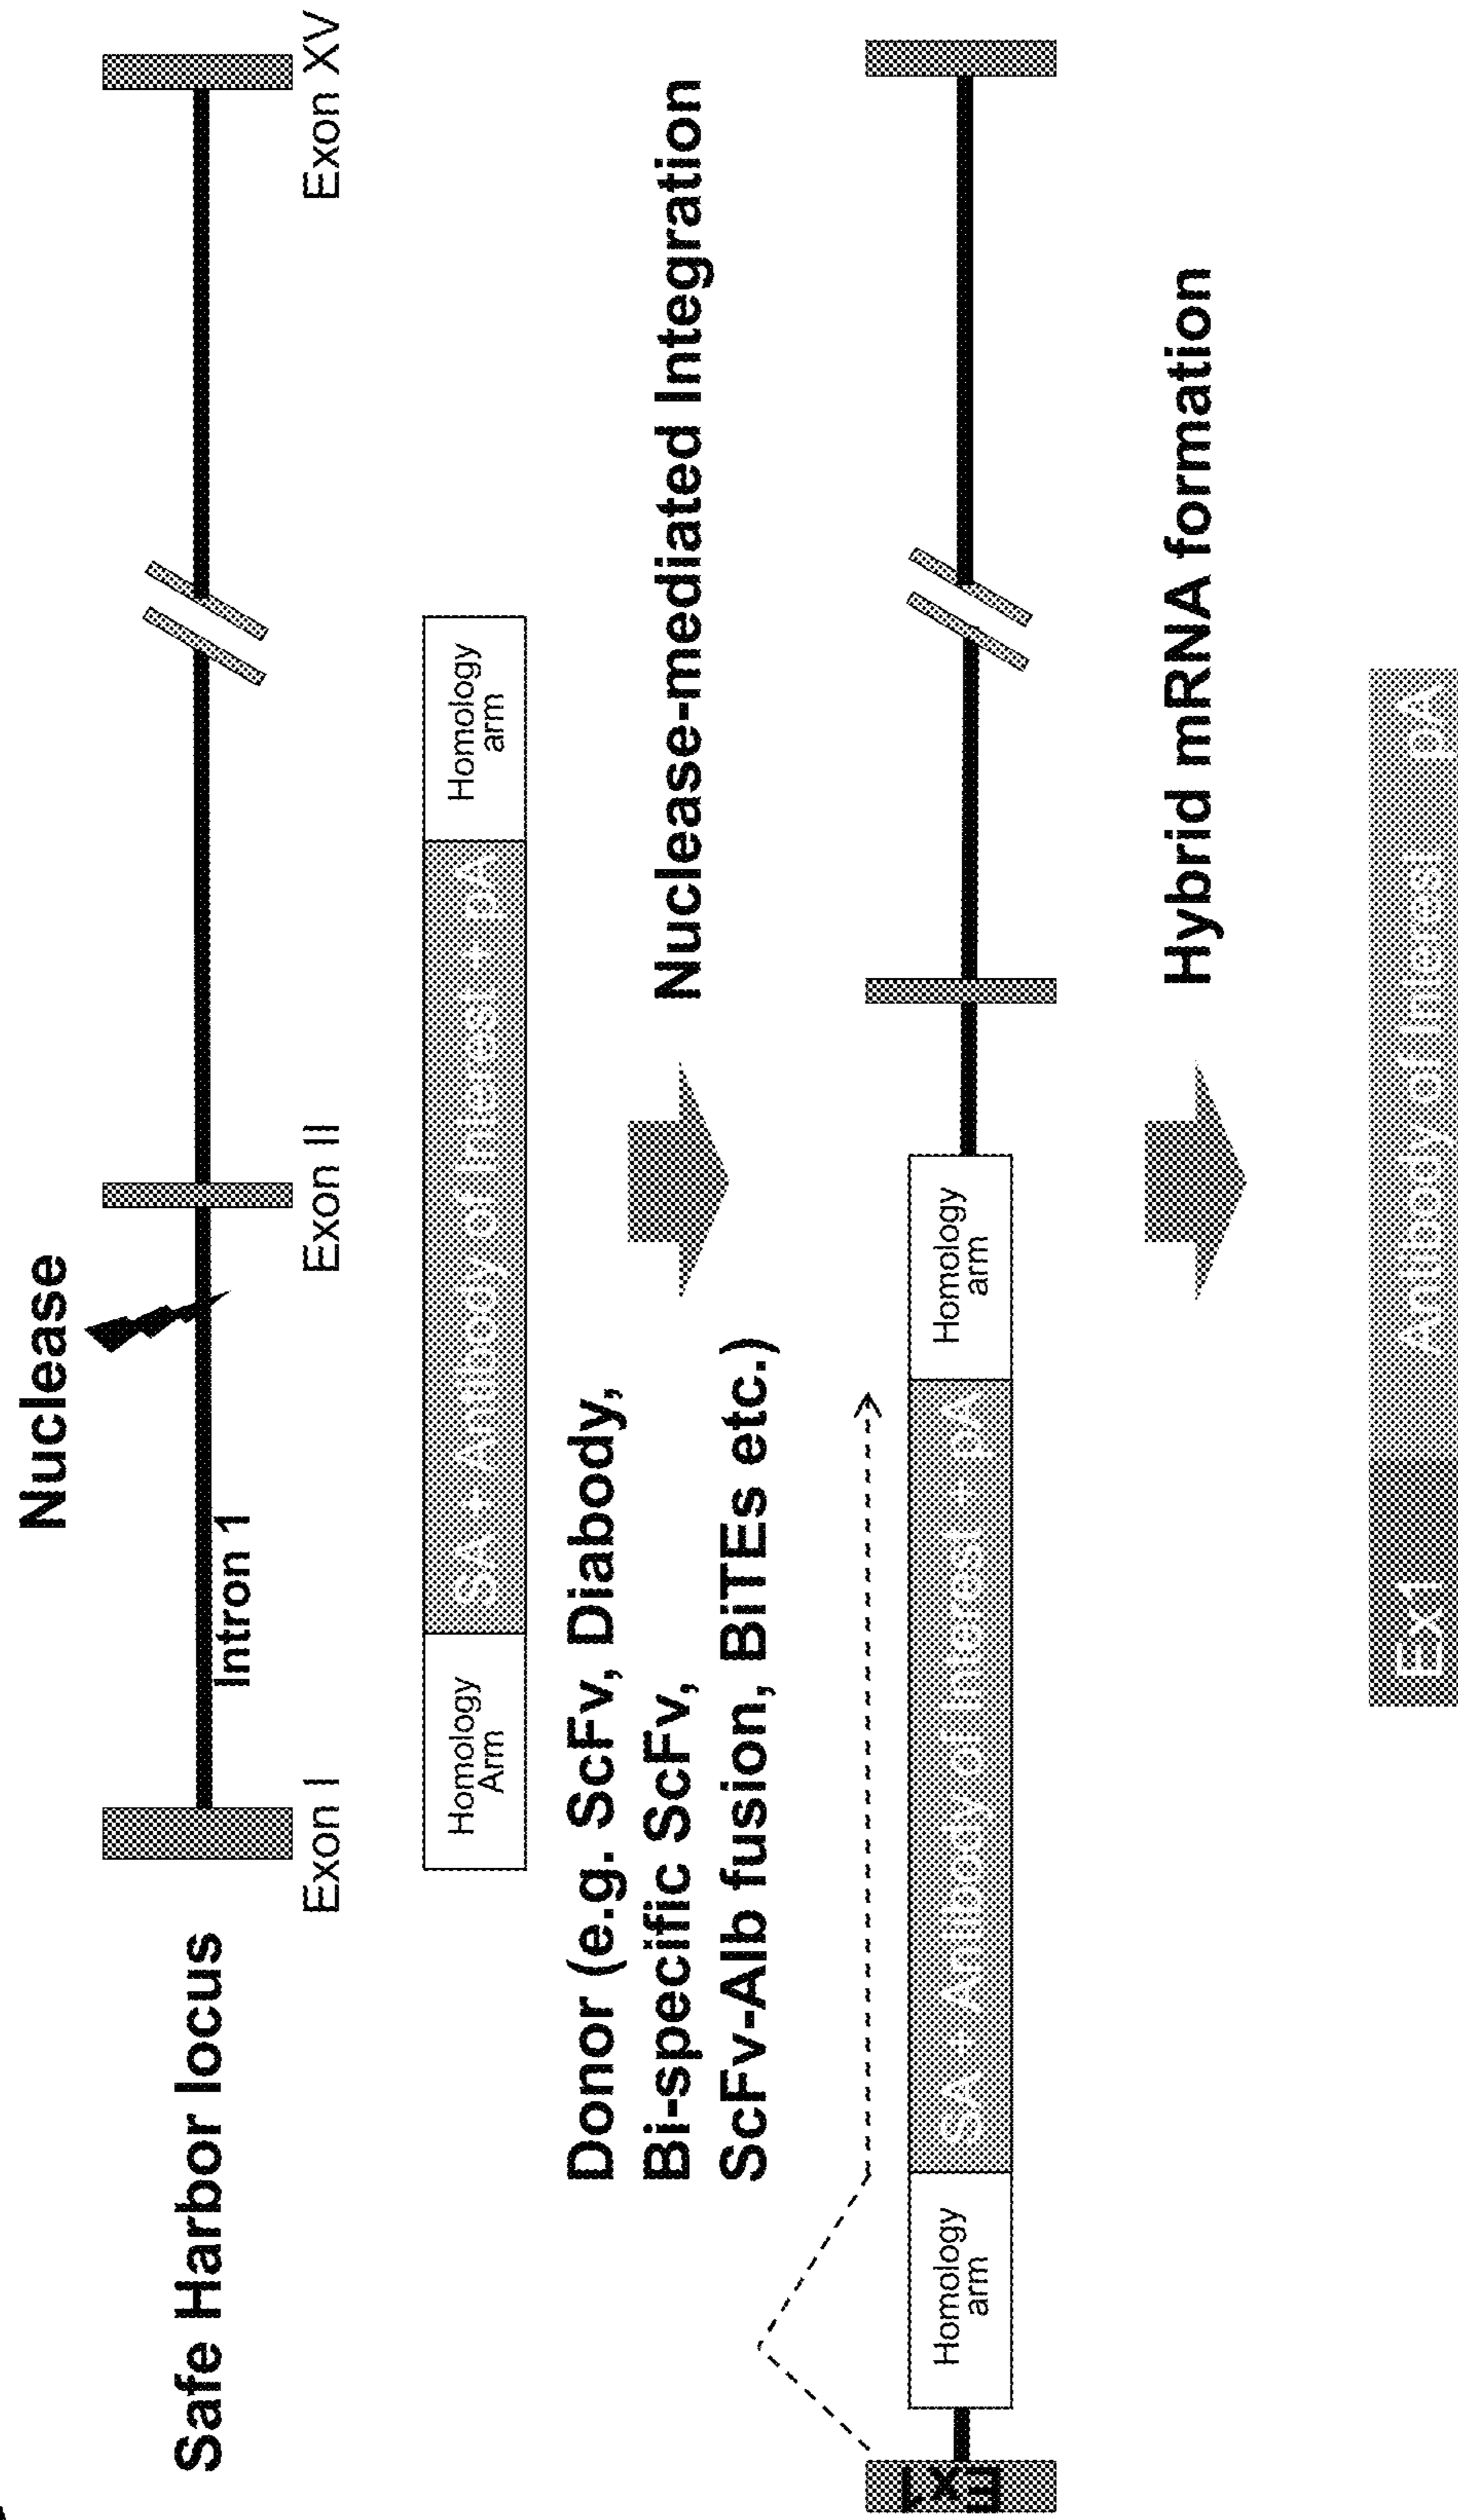 Nuclease
Safe Harbor locus
Intron 1
Exon I
Exon II
Exon XV
Homology
Arm
SA + Antibody of Interest + pA
Homology
arm
Donor (e.g. ScFv, Diabody,
Bi-specific ScFv,
ScFv-Alb fusion, BiTEs etc.)
Nuclease-mediated Integration
Ex1
Homology
arm
SA + Antibody of Interest + pA
Homology
arm
Hybrid mRNA formation
Ex1
Antibody of Interest
pA